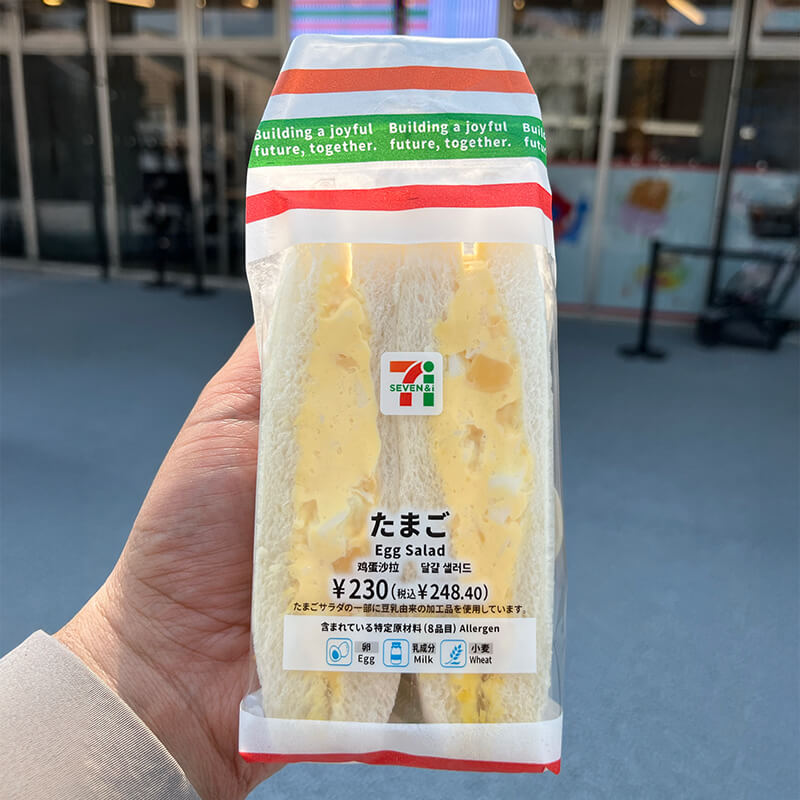 Building a joyful future, together.
Building a joyful future, together.
Buil
futu
SEVEN&i
たまご
Egg Salad
鸡蛋沙拉 달걀 샐러드
¥230(税込¥248.40)
たまごサラダの一部に豆乳由来の加工品を使用しています。
含まれている特定原材料(8品目)Allergen
卵 乳成分 小麦
Egg Milk Wheat